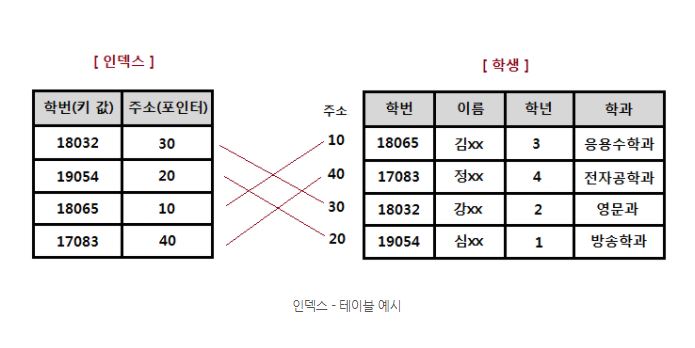 [ 인덱스 ]
[ 학생 ]
학번(키 값) 주소(포인터)
18032 30
19054 20
18065 10
17083 40
주소
10
40
30
20
학번 이름 학년 학과
18065 김xx 3 응용수학과
17083 정xx 4 전자공학과
18032 강xx 2 영문과
19054 심xx 1 방송학과
인덱스 - 테이블 예시